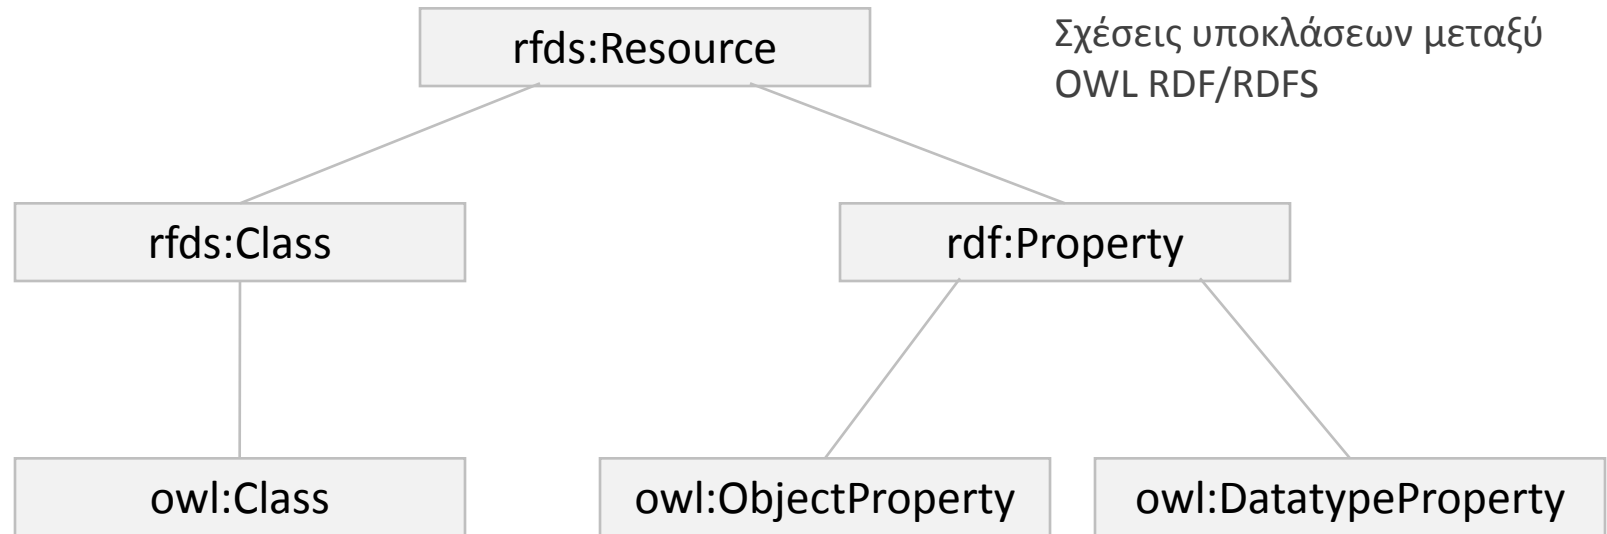 rfds:Resource
Σχέσεις υποκλάσεων μεταξύ
OWL RDF/RDFS
rfds:Class
rdf:Property
owl:Class
owl:ObjectProperty
owl:DatatypeProperty